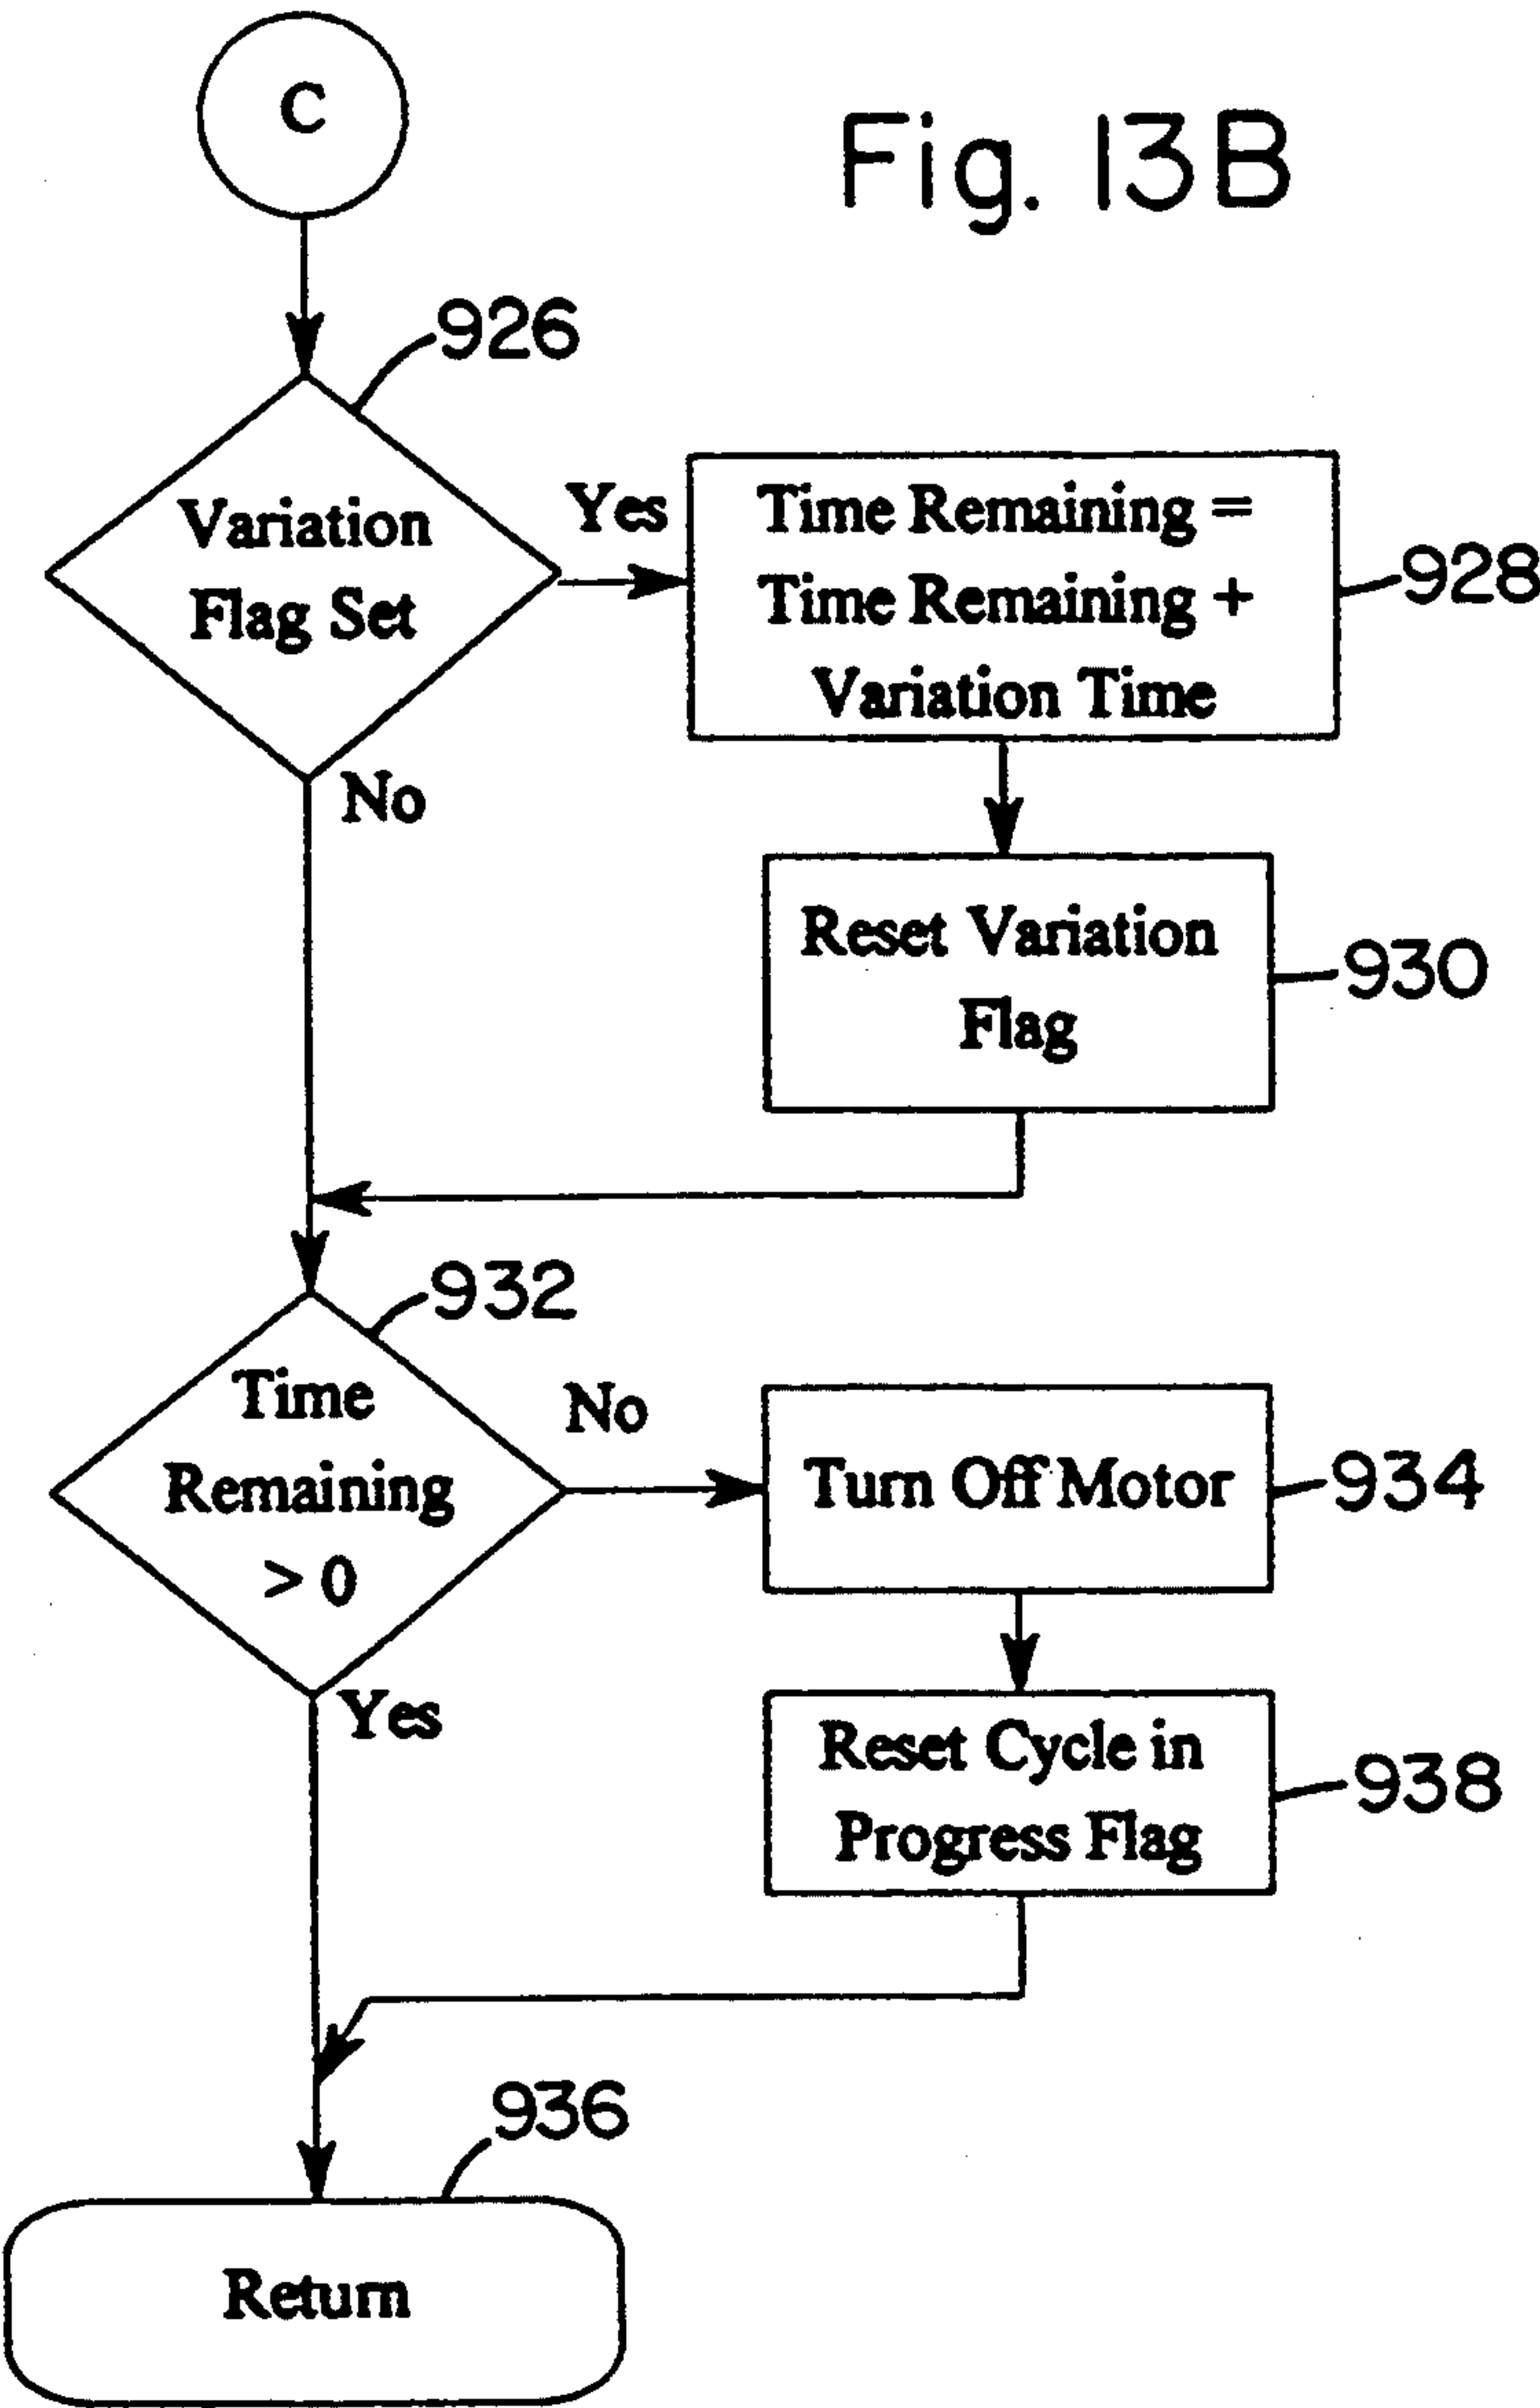 C
Fig. 13B
926
Variation
Flag Set
Yes
Time Remaining =
Time Remaining +
Variation Time
928
No
Reset Variation
Flag
930
932
Time
Remaining
> 0
No
Turn Off Motor
934
Yes
Reset Cycle in
Progress Flag
938
936
Return